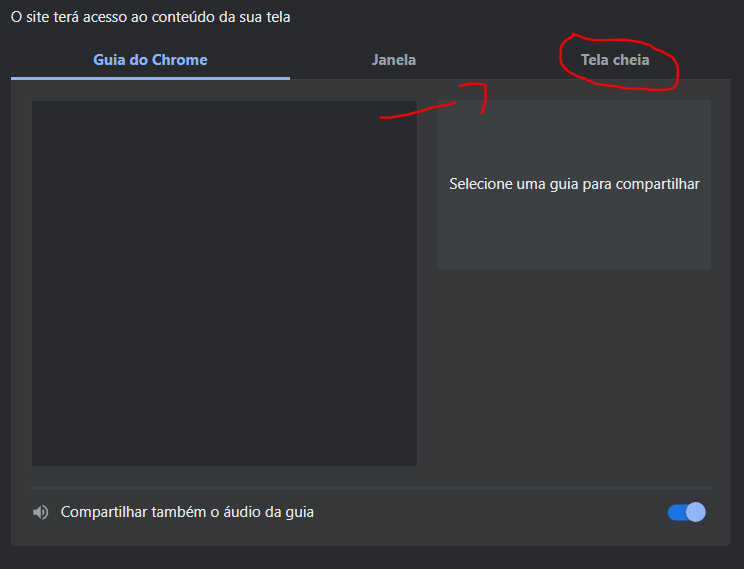 O site terá acesso ao conteúdo da sua tela
Guia do Chrome Janela Tela cheia
Selecione uma guia para compartilhar
Compartilhar também o áudio da guia